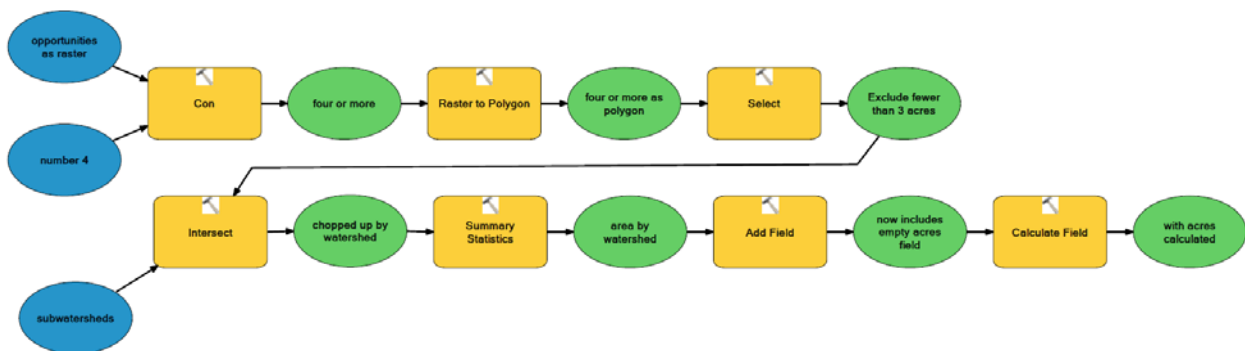 opportunities
as raster
Con
four or more
Raster to Polygon
four or more as
polygon
Select
Exclude fewer
than 3 acres
number 4
Intersect
chopped up by
watershed
Summary
Statistics
area by
watershed
Add Field
now includes
empty acres
field
Calculate Field
with acres
calculated
subwatersheds